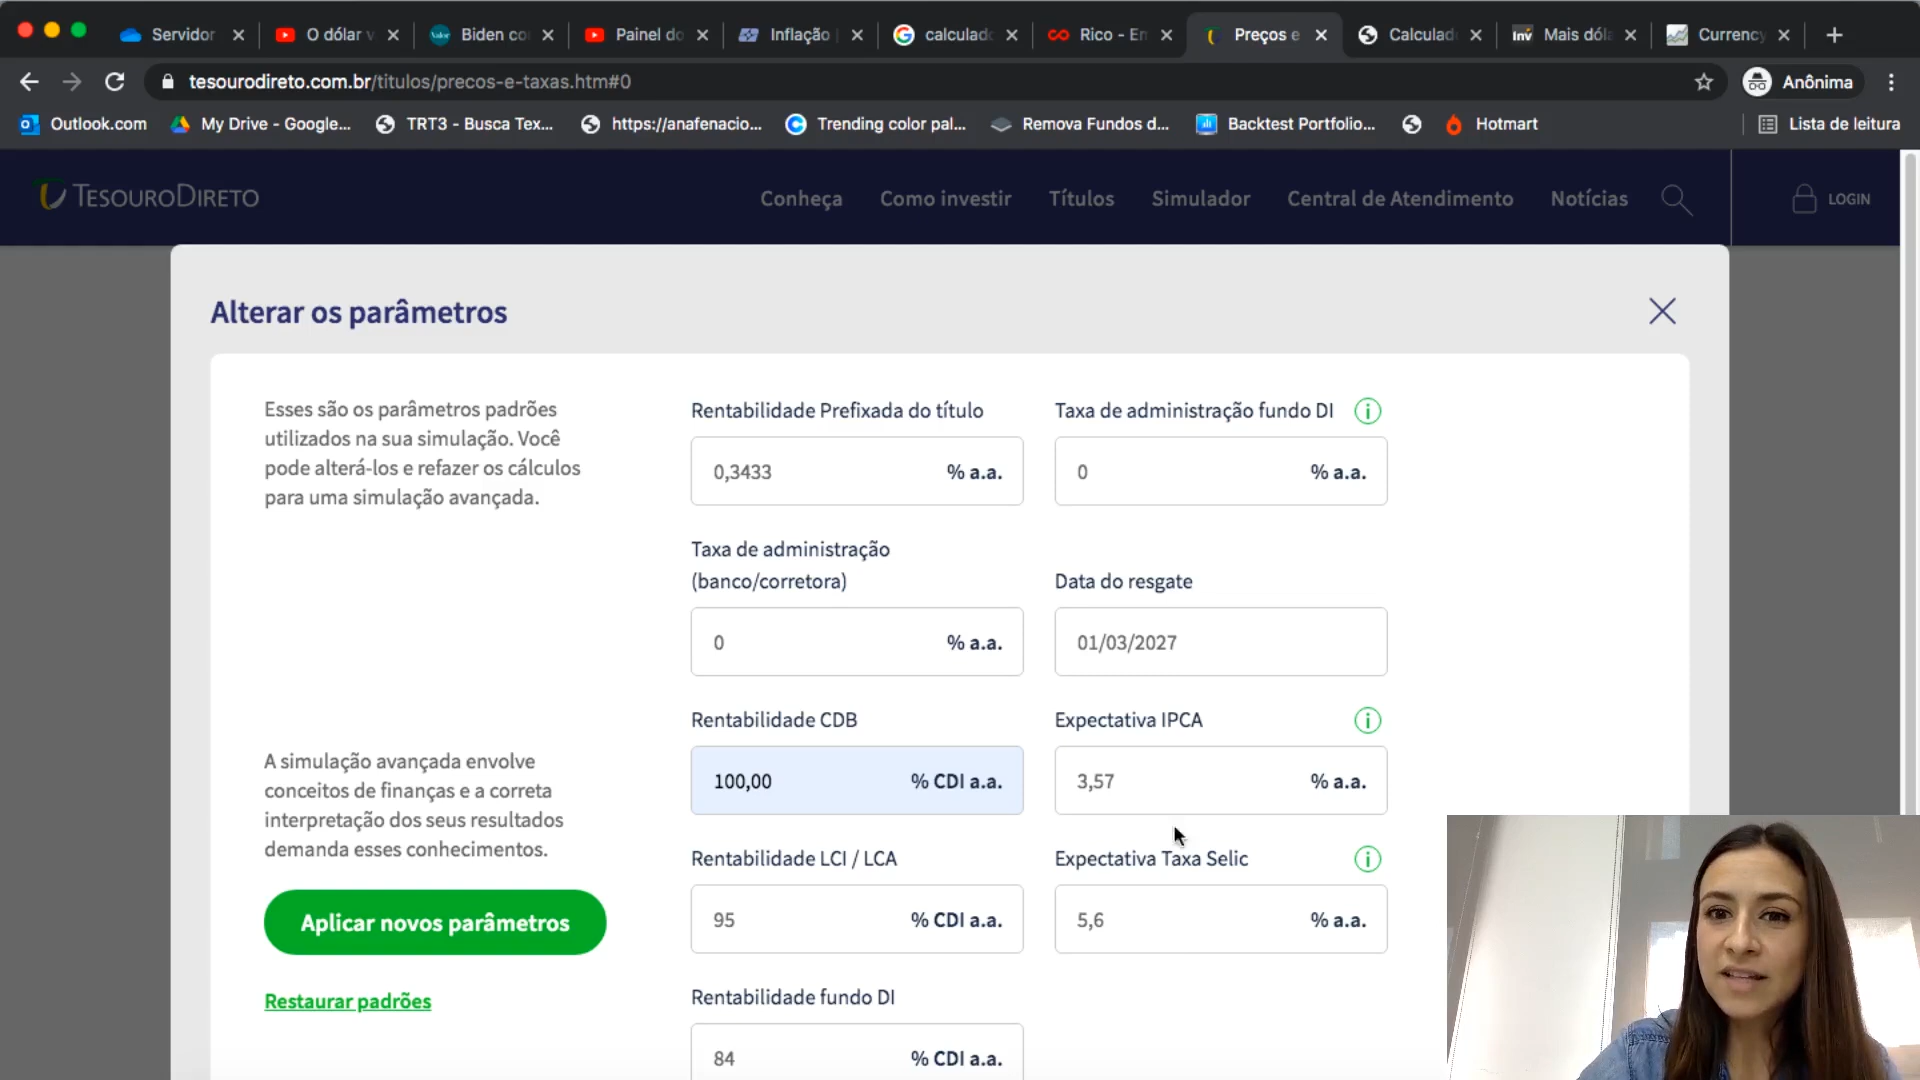 Servidor
O dólar v
Biden co
Painel do
Inflação
calculad
Rico - En
Preços e
Calculad
Mais dól
Currency
tesourodireto.com.br/titulos/precos-e-taxas.htm#0
Anônima
Outlook.com
My Drive - Google...
TRT3 - Busca Tex...
https://anafenacio...
Trending color pal...
Remova Fundos d...
Backtest Portfolio...
Hotmart
Lista de leitura
TESOURODIRETO
Conheça
Como investir
Títulos
Simulador
Central de Atendimento
Notícias
LOGIN
Alterar os parâmetros
Esses são os parâmetros padrões
utilizados na sua simulação. Você
pode alterá-los e refazer os cálculos
para uma simulação avançada.
A simulação avançada envolve
conceitos de finanças e a correta
interpretação dos seus resultados
demanda esses conhecimentos.
Aplicar novos parâmetros
Restaurar padrões
Rentabilidade Prefixada do título
0,3433 % a.a.
Taxa de administração fundo DI
0 % a.a.
Taxa de administração
(banco/corretora)
0 % a.a.
Data do resgate
01/03/2027
Rentabilidade CDB
100,00 % CDI a.a.
Expectativa IPCA
3,57 % a.a.
Rentabilidade LCI / LCA
95 % CDI a.a.
Expectativa Taxa Selic
5,6 % a.a.
Rentabilidade fundo DI
84 % CDI a.a.